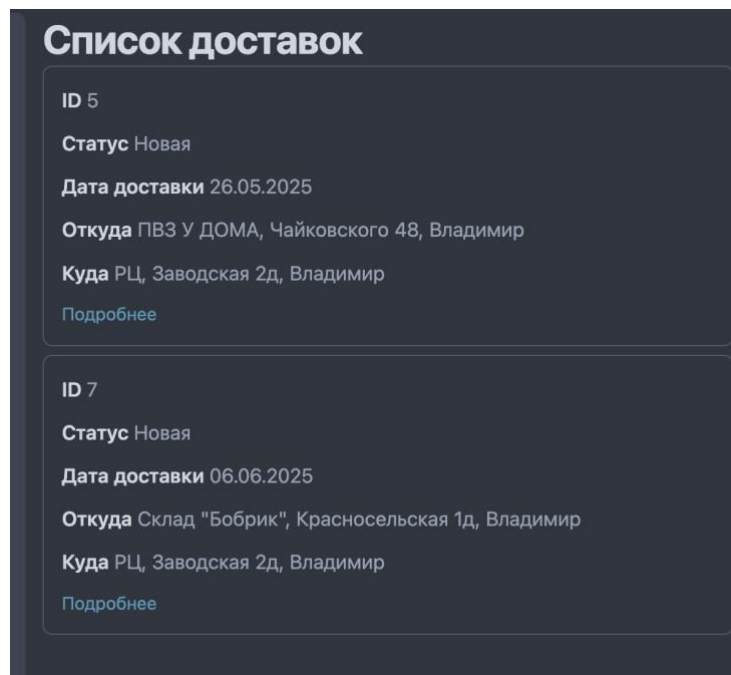 Список доставок
ID 5
Статус Новая
Дата доставки 26.05.2025
Откуда ПВЗ У ДОМА, Чайковского 48, Владимир
Куда РЦ, Заводская 2д, Владимир
Подробнее
ID 7
Статус Новая
Дата доставки 06.06.2025
Откуда Склад "Бобрик", Красносельская 1д, Владимир
Куда РЦ, Заводская 2д, Владимир
Подробнее